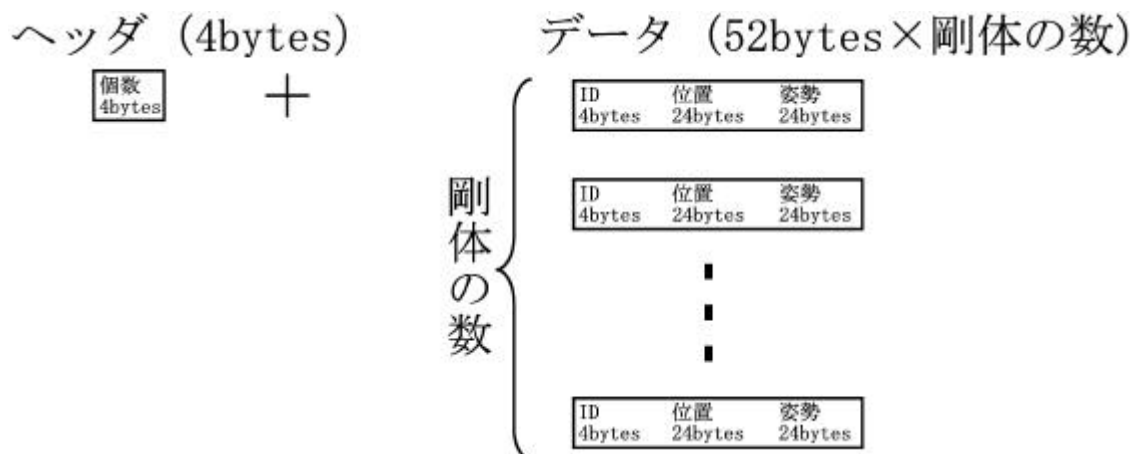 ヘッダ (4bytes)
データ (52bytes×剛体の数)
個数
4bytes
＋
剛体の数
ID 位置 姿勢
4bytes 24bytes 24bytes
ID 位置 姿勢
4bytes 24bytes 24bytes
ID 位置 姿勢
4bytes 24bytes 24bytes